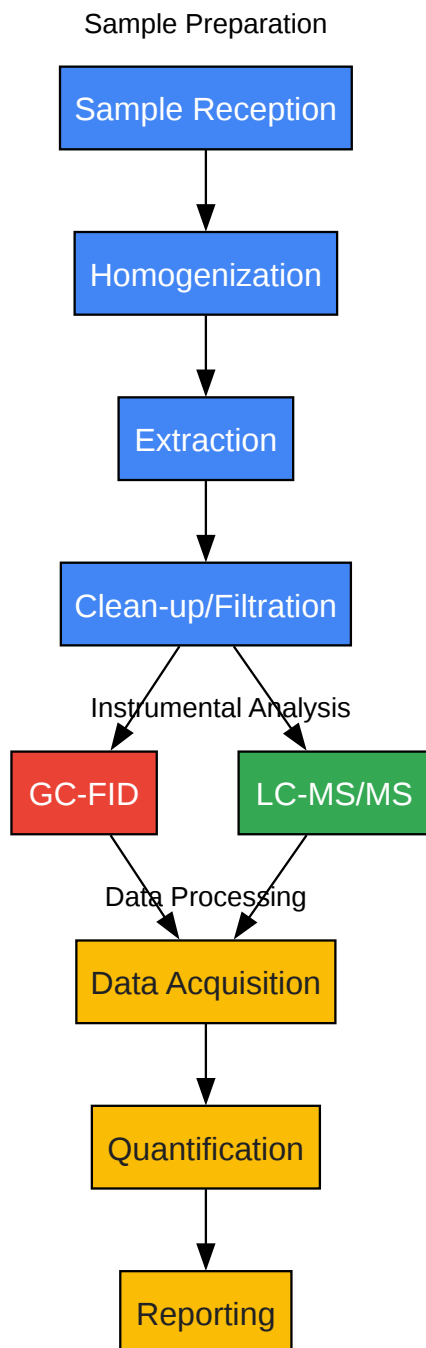 Sample Preparation
Sample Reception
Homogenization
Extraction
Clean-up/Filtration
Instrumental Analysis
GC-FID
LC-MS/MS
Data Processing
Data Acquisition
Quantification
Reporting